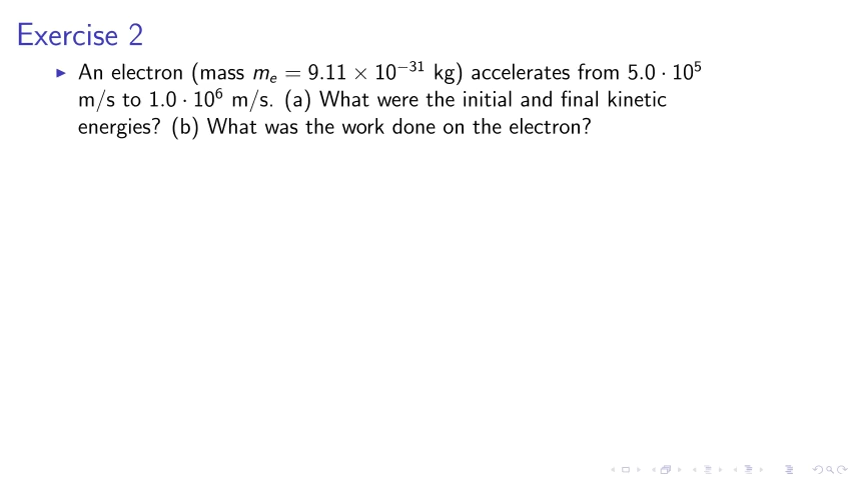 Exercise 2
▶ An electron (mass mₑ = 9.11 × 10⁻³¹ kg) accelerates from 5.0 · 10⁵
m/s to 1.0 · 10⁶ m/s. (a) What were the initial and final kinetic
energies? (b) What was the work done on the electron?